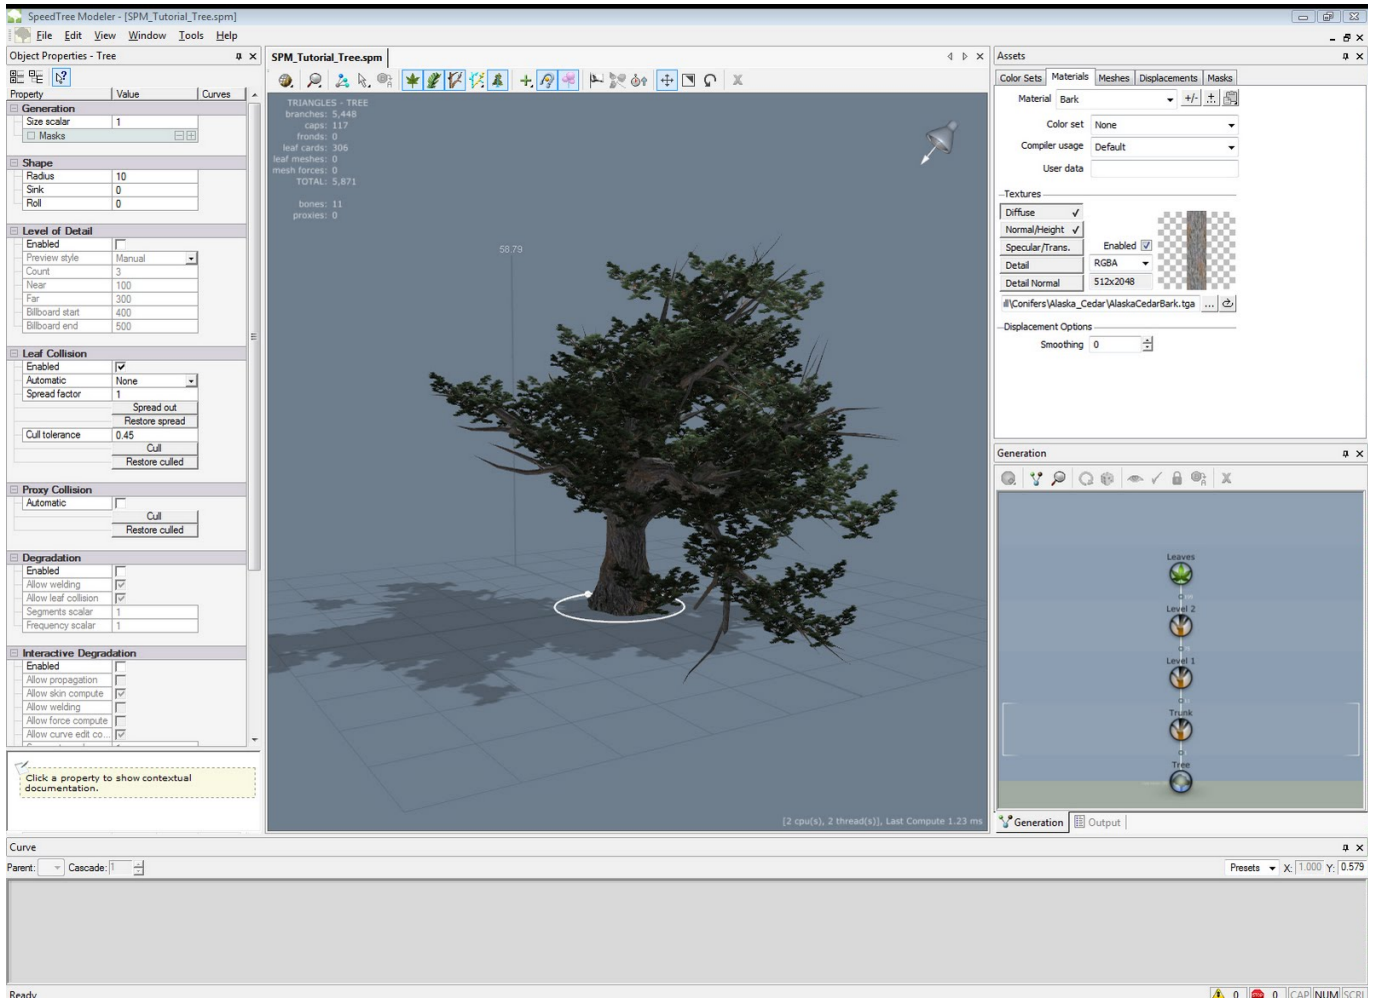 SpeedTree Modeler - [SPM_Tutorial_Tree.spm]
File Edit View Window Tools Help
Object Properties - Tree
Property Value Curves
Generation
Size scalar 1
Masks
Shape
Radius 10
Sink 0
Roll 0
Level of Detail
Enabled
Preview style Manual
Count 3
Near 100
Far 300
Billboard start 400
Billboard end 500
Leaf Collision
Enabled
Automatic None
Spread factor 1
Spread out
Restore spread
Cull tolerance 0.45
Cull
Restore culled
Proxy Collision
Automatic
Cull
Restore culled
Degradation
Enabled
Allow welding
Allow leaf collision
Segments scalar 1
Frequency scalar 1
Interactive Degradation
Enabled
Allow propagation
Allow skin compute
Allow welding
Allow force compute
Allow curve edit co...
Click a property to show contextual
documentation.
SPM_Tutorial_Tree.spm
TRIANGLES - TREE
branches: 5,448
caps: 117
fronds: 0
leaf cards: 306
leaf meshes: 0
mesh forces: 0
TOTAL: 5,871
bones: 11
proxies: 0
58.79
[2 cpu(s), 2 thread(s)], Last Compute 1.23 ms
Assets
Color Sets Materials Meshes Displacements Masks
Material Bark +/-
Color set None
Compiler usage Default
User data
Textures
Diffuse
Normal/Height
Specular/Trans. Enabled
Detail RGBA
Detail Normal 512x2048
ll\Conifers\Alaska_Cedar\AlaskaCedarBark.tga ...
Displacement Options
Smoothing 0
Generation
Leaves
Level 2
Level 1
Trunk
Tree
Generation Output
Curve
Parent: Cascade: 1 Presets X: 1.000 Y: 0.579
Ready 0 0 CAP NUM SCRL